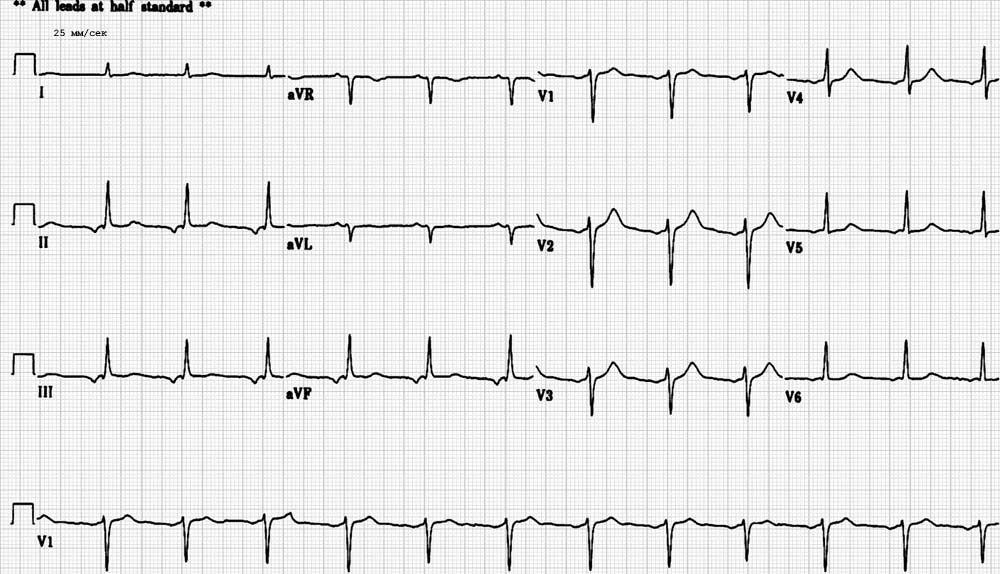 ** All leads at half standard **
25 мм/сек
I
aVR
V1
V4
II
aVL
V2
V5
III
aVF
V3
V6
V1